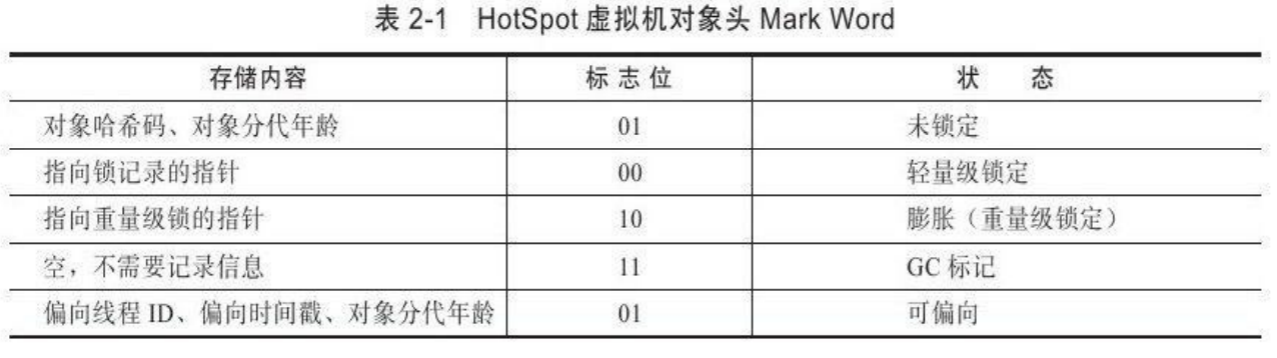 表 2-1 HotSpot 虚拟机对象头 Mark Word
存储内容 标志位 状 态
对象哈希码、对象分代年龄 01 未锁定
指向锁记录的指针 00 轻量级锁定
指向重量级锁的指针 10 膨胀（重量级锁定）
空，不需要记录信息 11 GC 标记
偏向线程 ID、偏向时间戳、对象分代年龄 01 可偏向